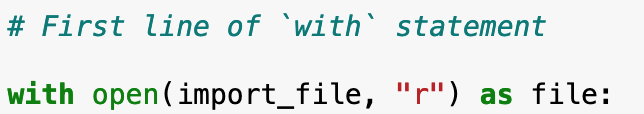 # First line of `with` statement
with open(import_file, "r") as file: